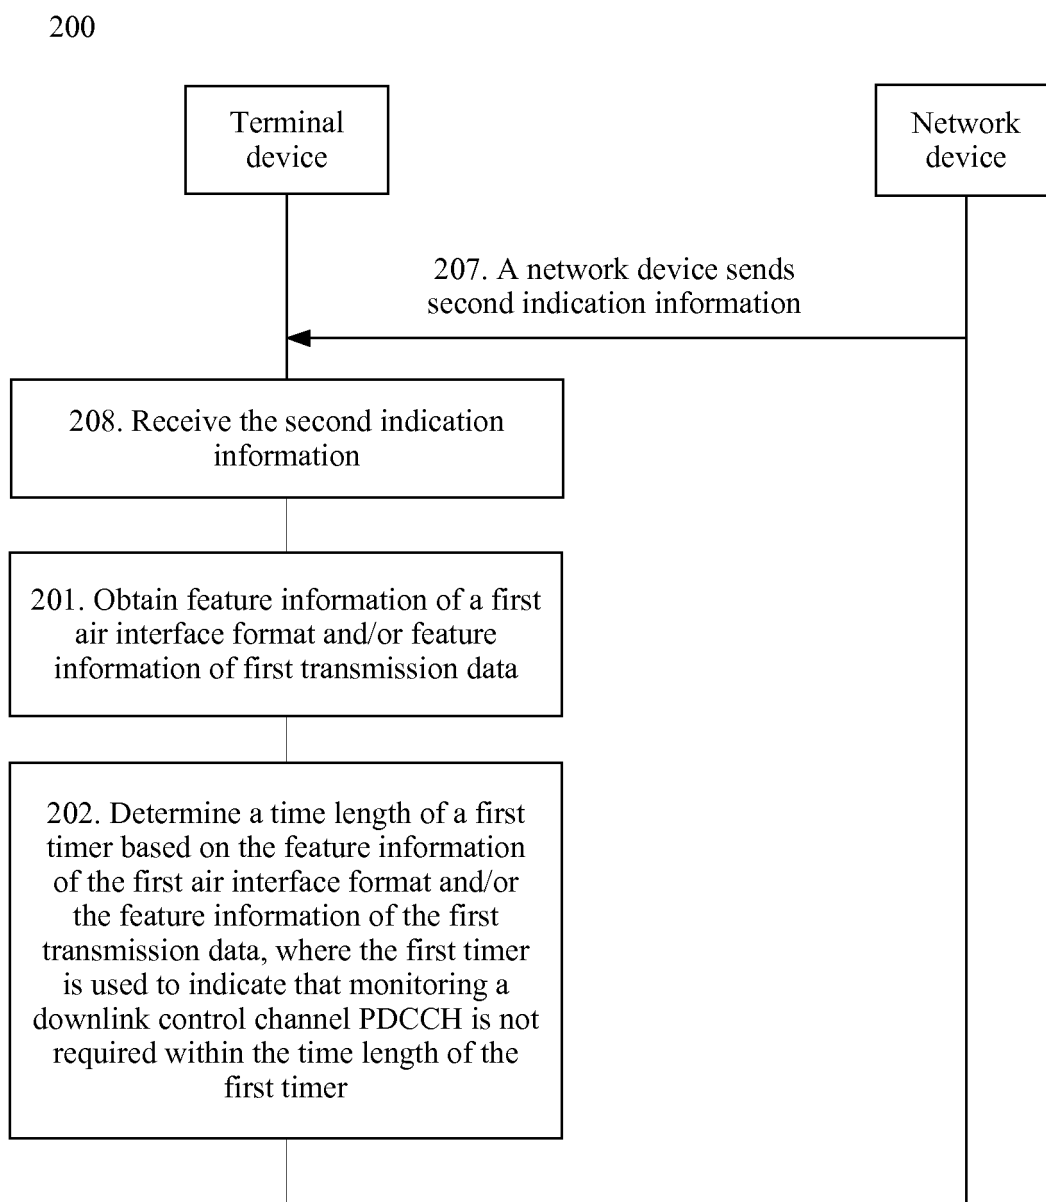 200
Terminal
device
Network
device
207. A network device sends
second indication information
208. Receive the second indication
information
201. Obtain feature information of a first
air interface format and/or feature
information of first transmission data
202. Determine a time length of a first
timer based on the feature information
of the first air interface format and/or
the feature information of the first
transmission data, where the first timer
is used to indicate that monitoring a
downlink control channel PDCCH is not
required within the time length of the
first timer